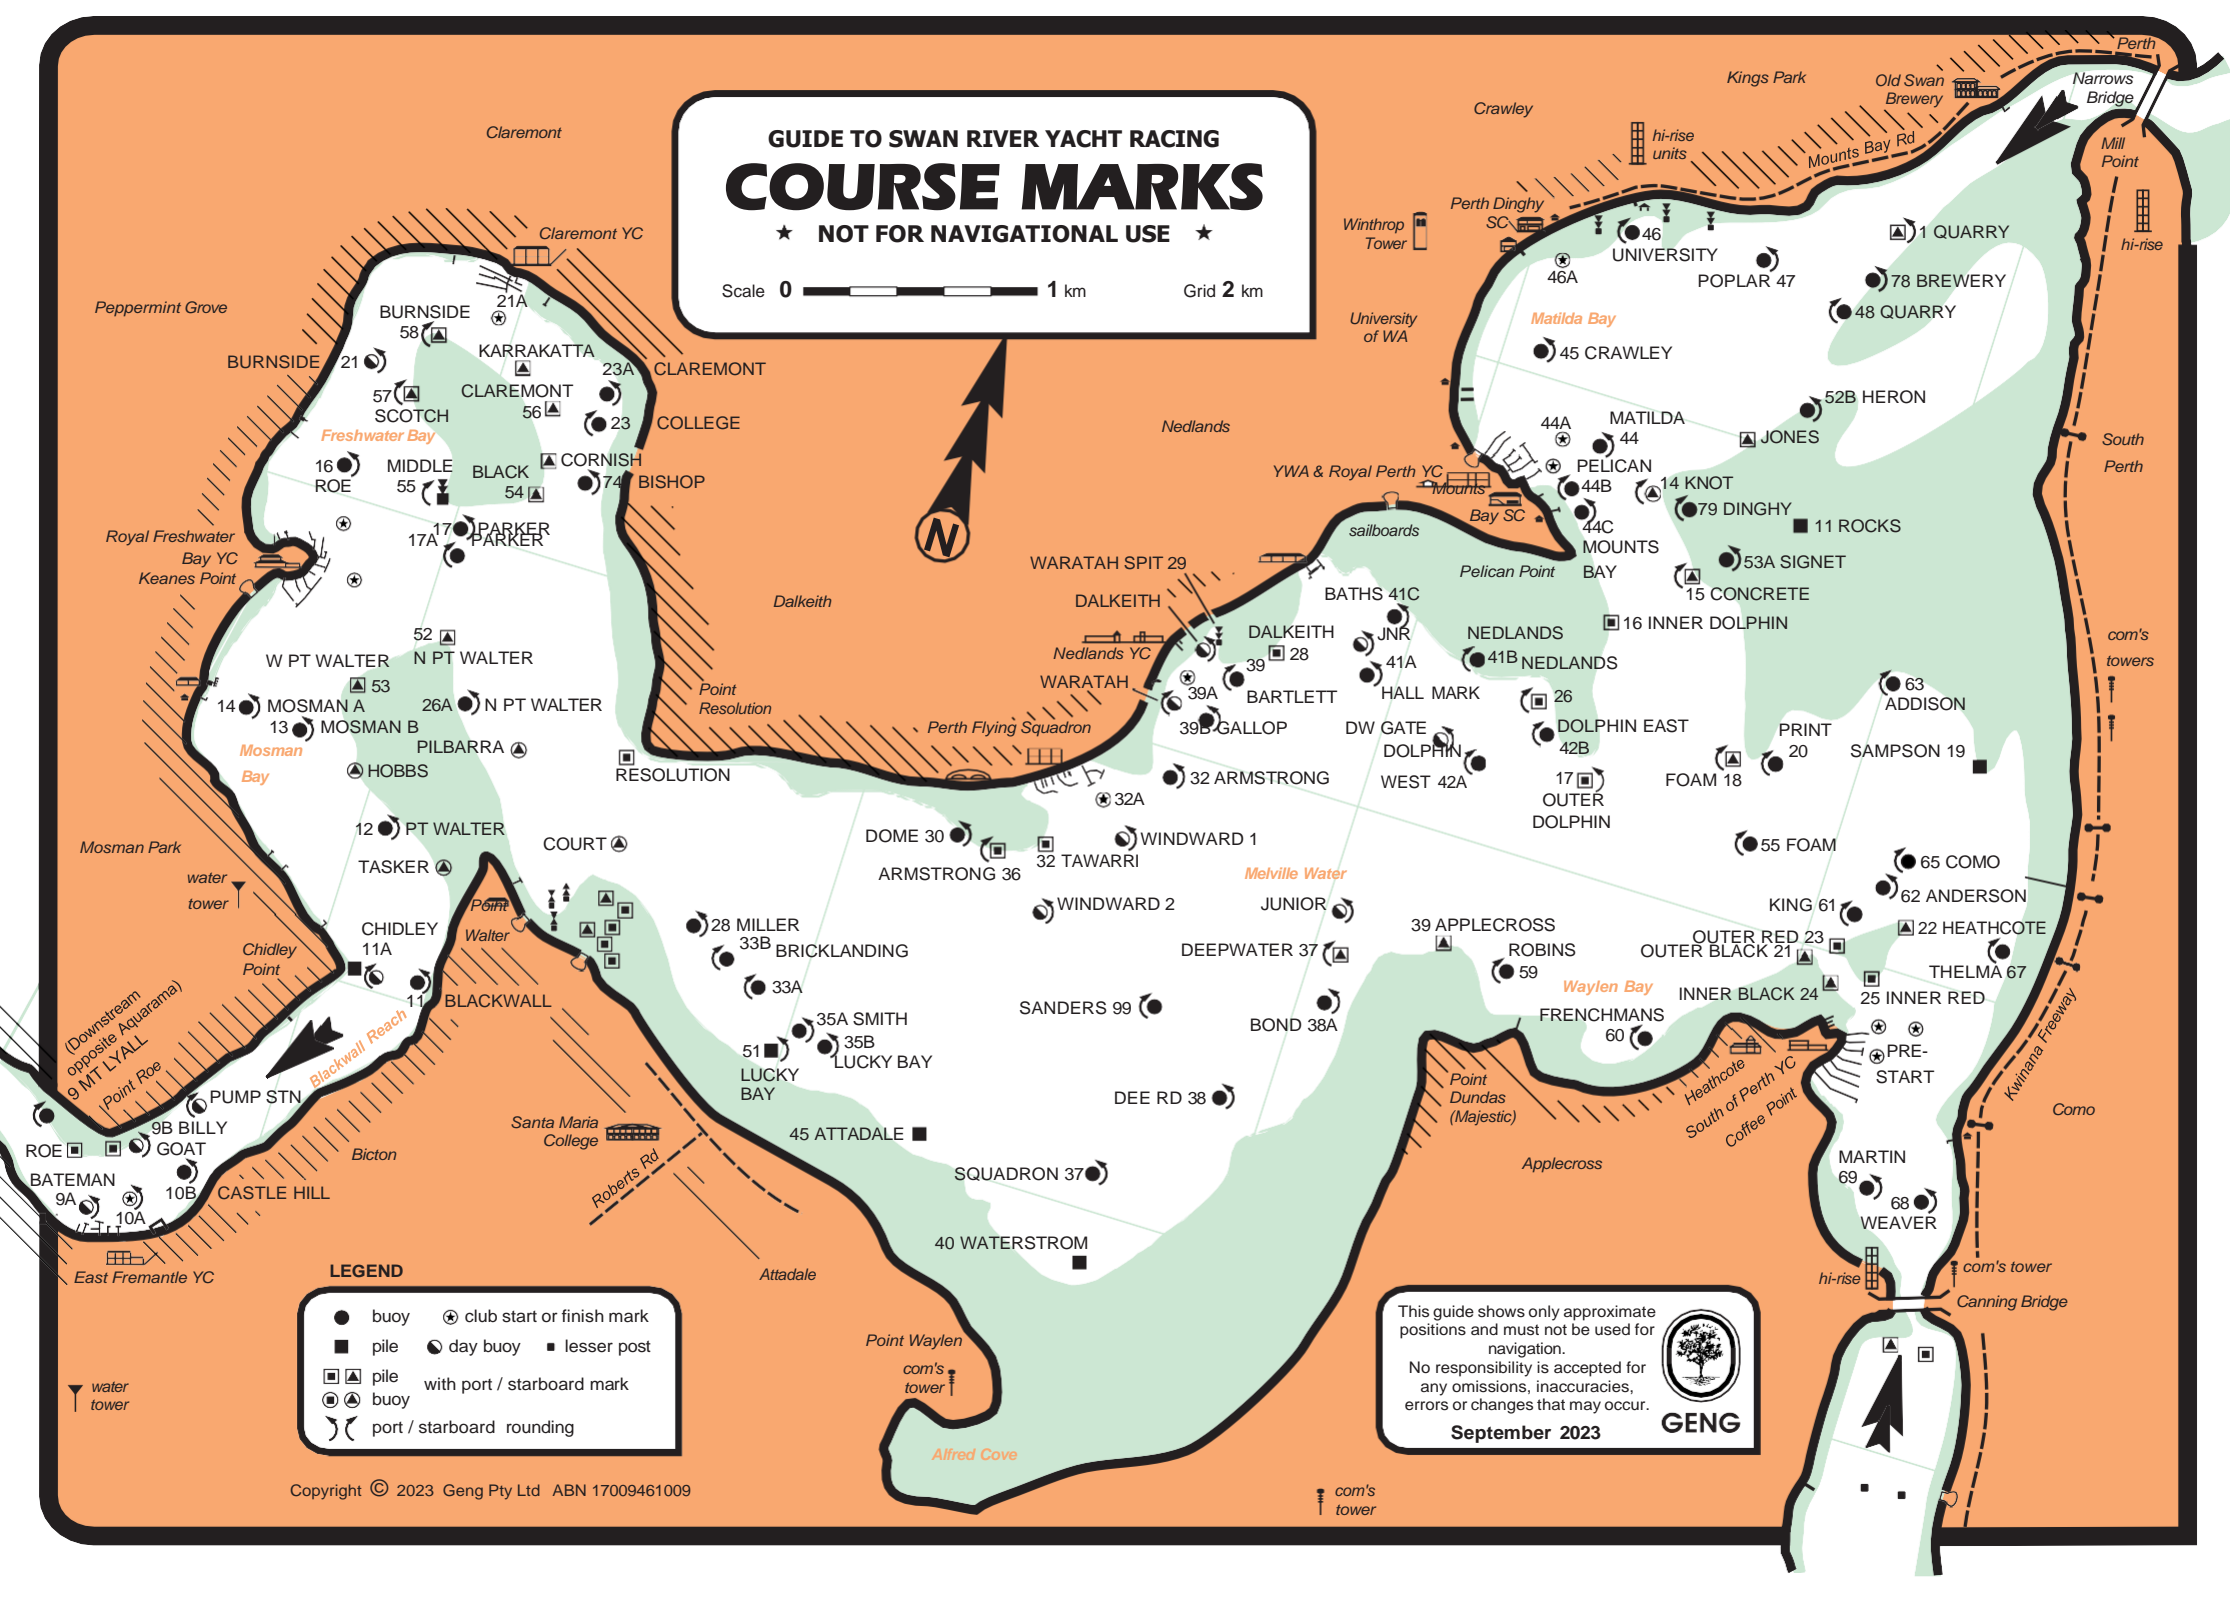 GUIDE TO SWAN RIVER YACHT RACING
COURSE MARKS
★ NOT FOR NAVIGATIONAL USE ★
Scale 0 1 km Grid 2 km
Perth
Narrows
Bridge
Kings Park
Old Swan
Brewery
Crawley
hi-rise
units
Mounts Bay Rd
Mill
Point
hi-rise
Claremont
Claremont YC
Perth Dinghy
SC
Winthrop
Tower
46
UNIVERSITY
46A
POPLAR 47
1 QUARRY
78 BREWERY
48 QUARRY
Peppermint Grove
21A
BURNSIDE
58
BURNSIDE 21
KARRAKATTA
23A
CLAREMONT
57
SCOTCH
CLAREMONT
56
23
COLLEGE
Freshwater Bay
University
of WA
Matilda Bay
45 CRAWLEY
52B HERON
Nedlands
MATILDA
44A
44
JONES
South
Perth
16
ROE
MIDDLE
55
BLACK
54
CORNISH
74
BISHOP
YWA & Royal Perth YC
Mounts
Bay SC
PELICAN
44B
14 KNOT
79 DINGHY
44C
MOUNTS
BAY
11 ROCKS
53A SIGNET
15 CONCRETE
16 INNER DOLPHIN
17 PARKER
17A PARKER
Royal Freshwater
Bay YC
Keanes Point
sailboards
Pelican Point
WARATAH SPIT 29
DALKEITH
Dalkeith
BATHS 41C
Nedlands YC
DALKEITH
28
JNR
NEDLANDS
41B NEDLANDS
WARATAH
39
39A
BARTLETT
41A
HALL MARK
39B GALLOP
26
com's
towers
52
N PT WALTER
W PT WALTER
53
14 MOSMAN A
13 MOSMAN B
26A N PT WALTER
PILBARRA
Mosman
Bay
HOBBS
Point
Resolution
RESOLUTION
Perth Flying Squadron
DW GATE
DOLPHIN
WEST 42A
DOLPHIN EAST
42B
63
ADDISON
PRINT
20
SAMPSON 19
FOAM 18
17
OUTER
DOLPHIN
32 ARMSTRONG
32A
Mosman Park
water
tower
12 PT WALTER
TASKER
COURT
DOME 30
ARMSTRONG 36
32 TAWARRI
WINDWARD 1
55 FOAM
65 COMO
Melville Water
Point
Walter
WINDWARD 2
JUNIOR
62 ANDERSON
KING 61
28 MILLER
33B
BRICKLANDING
33A
CHIDLEY
11A
Chidley
Point
DEEPWATER 37
39 APPLECROSS
ROBINS
59
OUTER RED 23
OUTER BLACK 21
22 HEATHCOTE
THELMA 67
11
BLACKWALL
Waylen Bay
INNER BLACK 24
25 INNER RED
FRENCHMANS
60
SANDERS 99
BOND 38A
35A SMITH
35B
LUCKY BAY
51
LUCKY
BAY
PRE-
START
(Downstream
opposite Aquarama)
9 MT LYALL
Point Roe
Blackwall Reach
PUMP STN
Kwinana Freeway
Heathcote
South of Perth YC
Coffee Point
Point
Dundas
(Majestic)
Como
DEE RD 38
9B BILLY
GOAT
Santa Maria
College
45 ATTADALE
ROE
Bicton
BATEMAN
9A
10A
10B
CASTLE HILL
Roberts Rd
SQUADRON 37
Applecross
MARTIN
69
68
WEAVER
40 WATERSTROM
East Fremantle YC
Attadale
hi-rise
com's tower
Canning Bridge
LEGEND
buoy
club start or finish mark
pile
day buoy
lesser post
pile
with port / starboard mark
buoy
port / starboard rounding
water
tower
Point Waylen
com's
tower
Alfred Cove
com's
tower
This guide shows only approximate
positions and must not be used for
navigation.
No responsibility is accepted for
any omissions, inaccuracies,
errors or changes that may occur.
September 2023
GENG
N
Copyright © 2023 Geng Pty Ltd ABN 17009461009